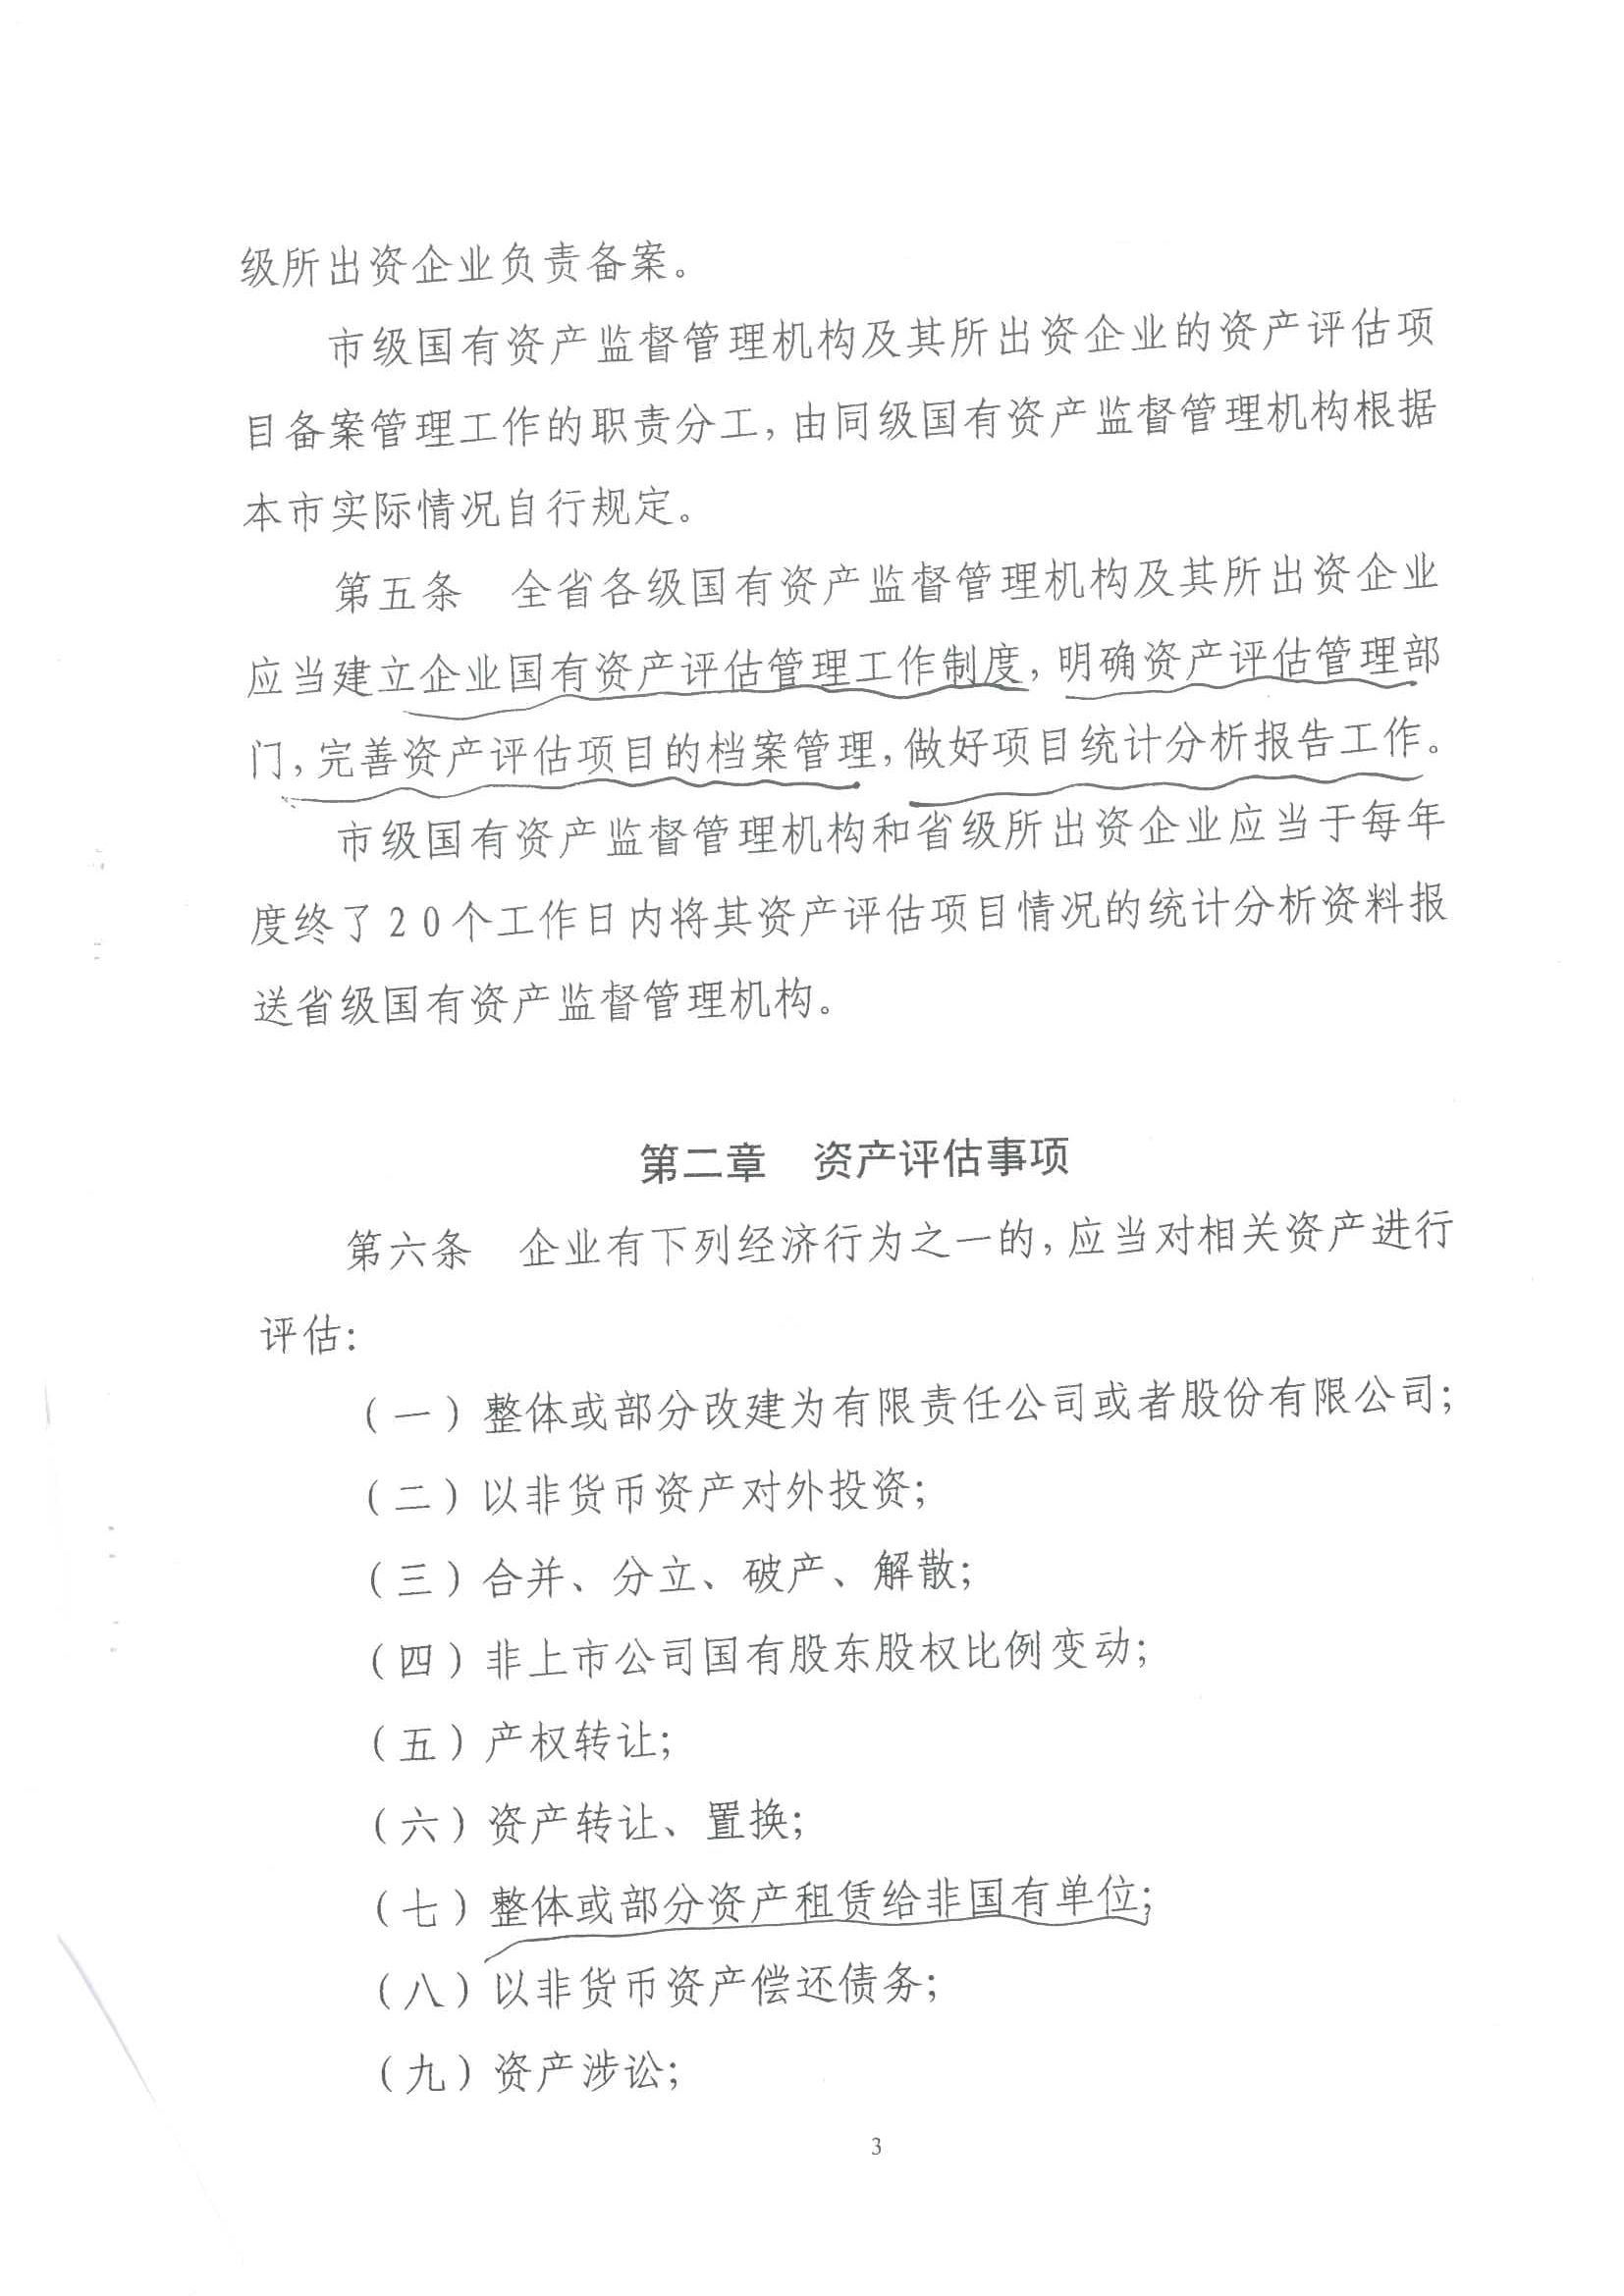 级所出资企业负责备案。
市级国有资产监督管理机构及其所出资企业的资产评估项
目备案管理工作的职责分工,由同级国有资产监督管理机构根据
本市实际情况自行规定。
第五条　全省各级国有资产监督管理机构及其所出资企业
应当建立企业国有资产评估管理工作制度,明确资产评估管理部
门,完善资产评估项目的档案管理,做好项目统计分析报告工作。
市级国有资产监督管理机构和省级所出资企业应当于每年
度终了20个工作日内将其资产评估项目情况的统计分析资料报
送省级国有资产监督管理机构。
第二章　资产评估事项
第六条　企业有下列经济行为之一的,应当对相关资产进行
评估:
(一)整体或部分改建为有限责任公司或者股份有限公司;
(二)以非货币资产对外投资;
(三)合并、分立、破产、解散;
(四)非上市公司国有股东股权比例变动;
(五)产权转让;
(六)资产转让、置换;
(七)整体或部分资产租赁给非国有单位;
(八)以非货币资产偿还债务;
(九)资产涉讼;
3